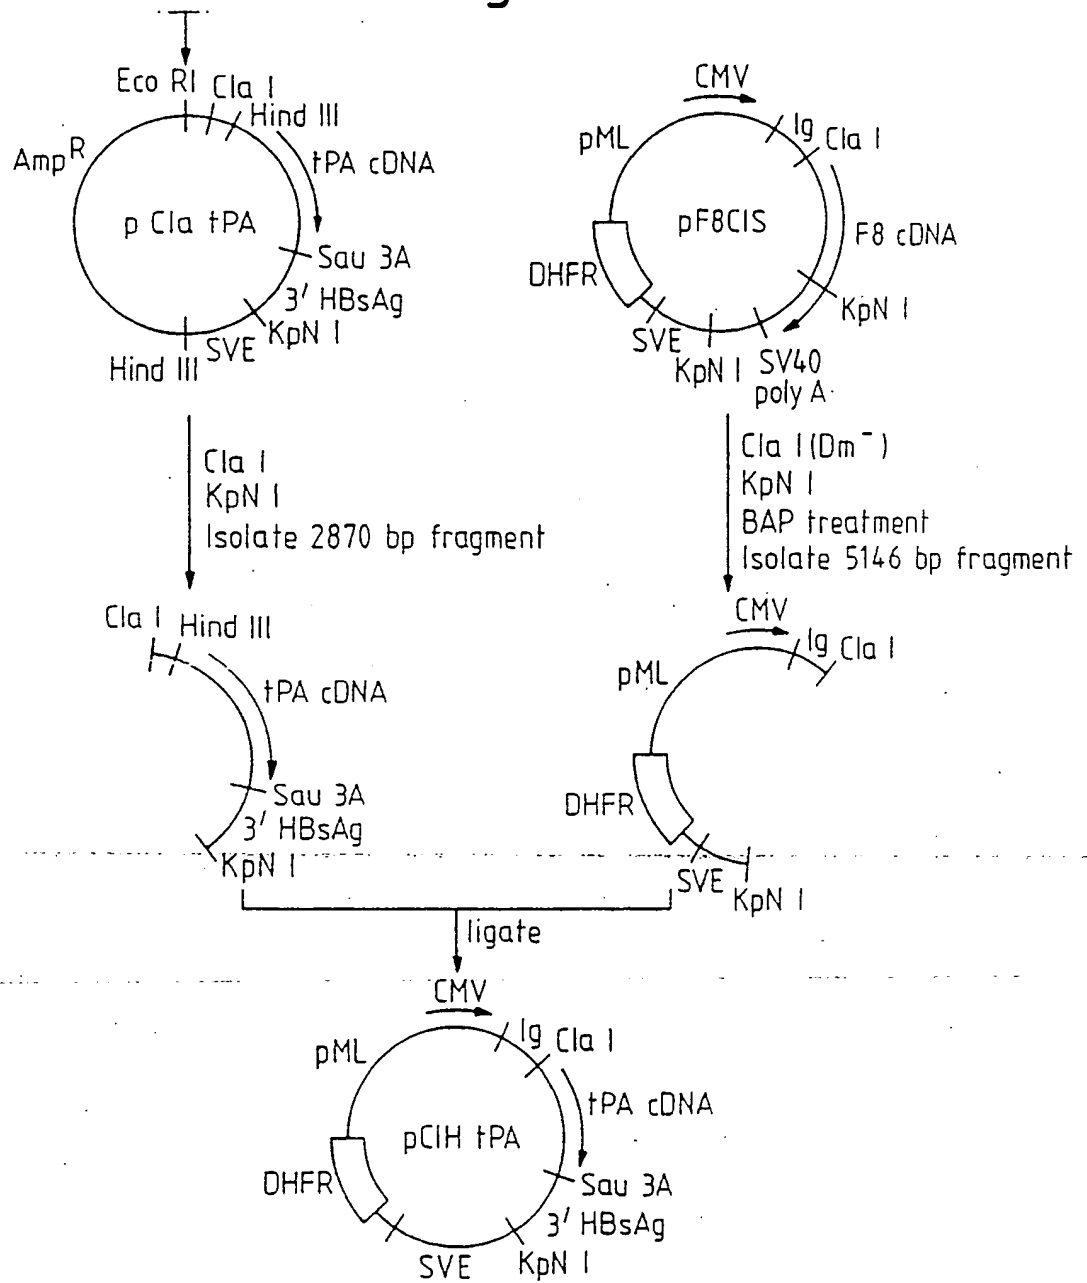 g
Eco RI
Cla I
Hind III
Amp^R
tPA cDNA
p Cla tPA
Sau 3A
3' HBsAg
KpN I
SVE
Hind III
CMV
Ig
Cla I
pML
pF8CIS
F8 cDNA
DHFR
KpN I
SVE
KpN I
SV40
poly A
Cla I
KpN I
Isolate 2870 bp fragment
Cla I (Dm⁻)
KpN I
BAP treatment
Isolate 5146 bp fragment
Cla I
Hind III
tPA cDNA
Sau 3A
3' HBsAg
KpN I
CMV
Ig
Cla I
pML
DHFR
SVE
KpN I
ligate
CMV
Ig
Cla I
pML
tPA cDNA
pCIH tPA
DHFR
Sau 3A
3' HBsAg
SVE
KpN I